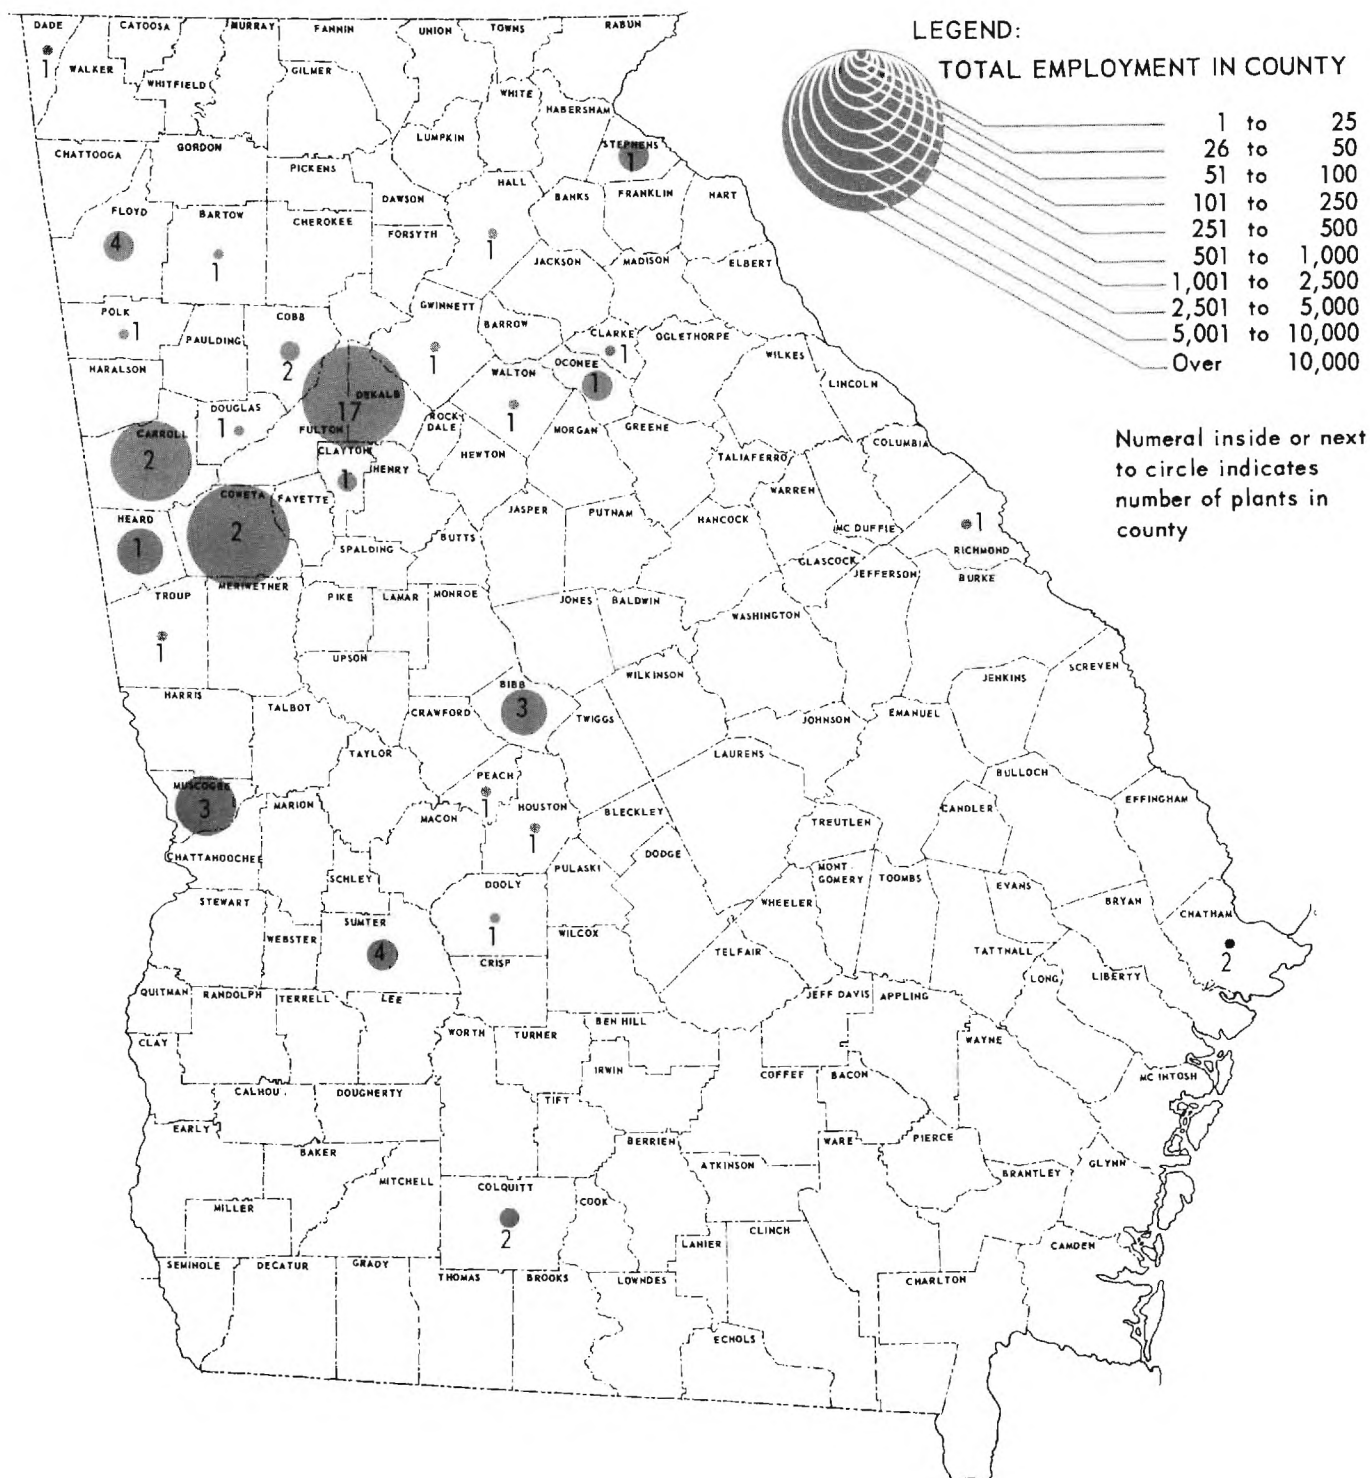 LEGEND:
TOTAL EMPLOYMENT IN COUNTY
1 to 25
26 to 50
51 to 100
101 to 250
251 to 500
501 to 1,000
1,001 to 2,500
2,501 to 5,000
5,001 to 10,000
Over 10,000
Numeral inside or next
to circle indicates
number of plants in
county
DADE
1
CATOOSA
MURRAY
FANNIN
UNION
TOWNS
RABUN
WALKER
WHITFIELD
GILMER
WHITE
HABERSHAM
LUMPKIN
STEPHENS
1
CHATTOOGA
GORDON
PICKENS
DAWSON
HALL
1
BANKS
FRANKLIN
HART
FLOYD
4
BARTOW
1
CHEROKEE
FORSYTH
JACKSON
MADISON
ELBERT
POLK
1
PAULDING
COBB
2
GWINNETT
1
BARROW
CLARKE
1
OGLETHORPE
WILKES
LINCOLN
HARALSON
DOUGLAS
1
DEKALB
17
FULTON
WALTON
1
OCONEE
1
ROCK
DALE
MORGAN
GREENE
TALIAFERRO
COLUMBIA
CARROLL
2
CLAYTON
1
HENRY
HEWTON
WARREH
MC DUFFIE
COWETA
2
FAYETTE
JASPER
PUTHAM
HANCOCK
RICHMOND
1
HEARD
1
SPALDING
BUTTS
GLASCOCK
JEFFERSON
BURKE
TROUP
1
MERIWETHER
PIKE
LAMAR
MONROE
JONES
BALDWIN
WASHINGTON
UPSON
BIBB
3
WILKINSON
JENKINS
SCREVEN
HARRIS
TALBOT
CRAWFORD
TWIGGS
JOHNSON
EMANUEL
TAYLOR
LAURENS
MUSCOGEE
3
MARION
MACON
PEACH
1
HOUSTON
1
BLECKLEY
TREUTLEN
CANDLER
BULLOCH
EFFINGHAM
CHATTAHOOCHEE
SCHLEY
DOOLY
1
PULASKI
DODGE
MONT
GOMERY
TOOMBS
EVANS
STEWART
WEBSTER
SUMTER
4
CRISP
WILCOX
WHEELER
TELFAIR
TATTNALL
BRYAN
CHATHAM
2
LONG
LIBERTY
QUITMAN
RANDOLPH
TERRELL
LEE
JEFF DAVIS
APPLING
CLAY
WORTH
TURNER
BEN HILL
IRWIN
COFFEF
BACON
WAYNE
MC INTOSH
CALHOU.
DOUGHERTY
TIFT
EARLY
BAKER
BERRIEN
WARE
PIERCE
ATKINSON
BRANTLEY
GLYNN
MILLER
MITCHELL
COLQUITT
2
COOK
LANIER
CLINCH
CAMDEN
SEMINOLE
DECATUR
GRADY
THOMAS
BROOKS
LOWNDES
CHARLTON
ECHOLS